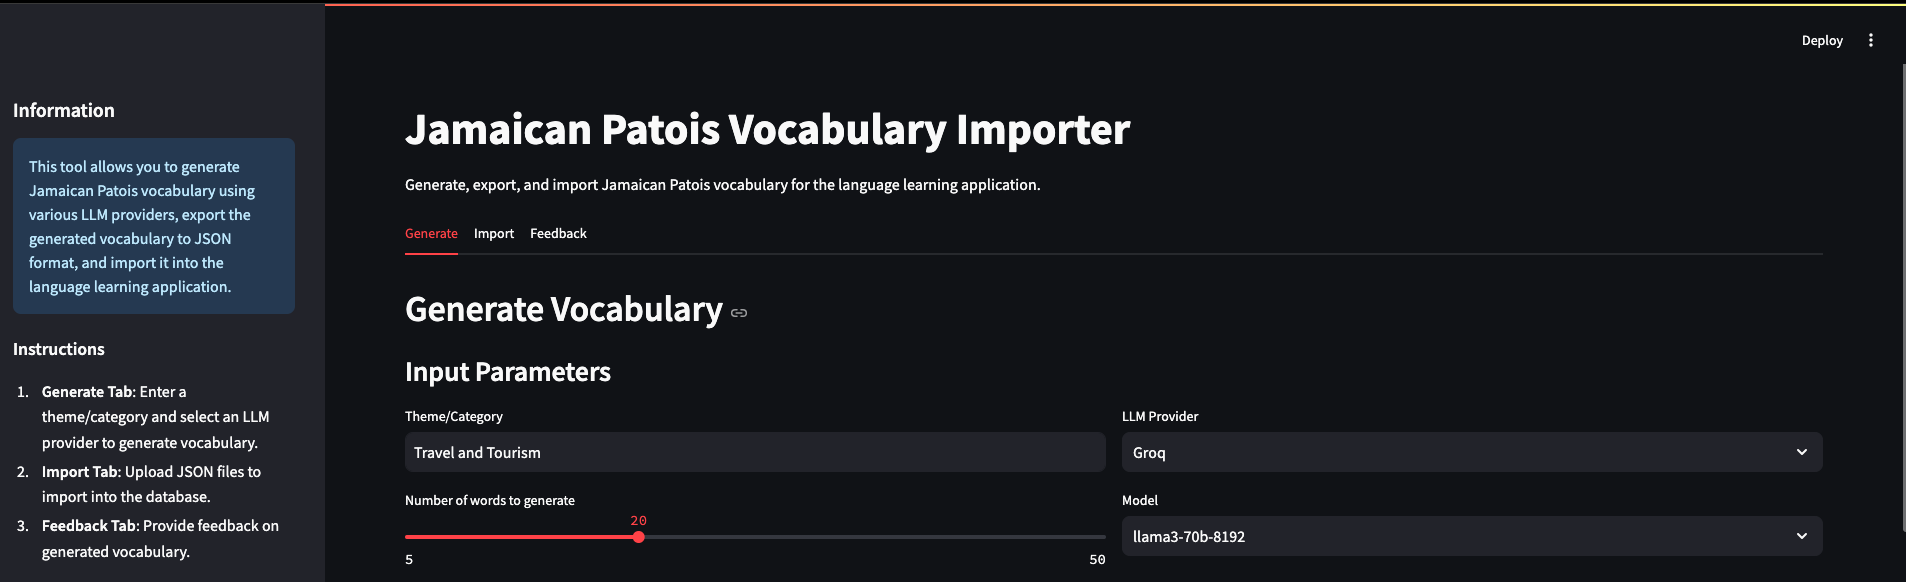 Deploy
Information
This tool allows you to generate
Jamaican Patois vocabulary using
various LLM providers, export the
generated vocabulary to JSON
format, and import it into the
language learning application.
Instructions
1. Generate Tab: Enter a
theme/category and select an LLM
provider to generate vocabulary.
2. Import Tab: Upload JSON files to
import into the database.
3. Feedback Tab: Provide feedback on
generated vocabulary.
Jamaican Patois Vocabulary Importer
Generate, export, and import Jamaican Patois vocabulary for the language learning application.
Generate Import Feedback
Generate Vocabulary
Input Parameters
Theme/Category
Travel and Tourism
Number of words to generate
20
5 50
LLM Provider
Groq
Model
llama3-70b-8192